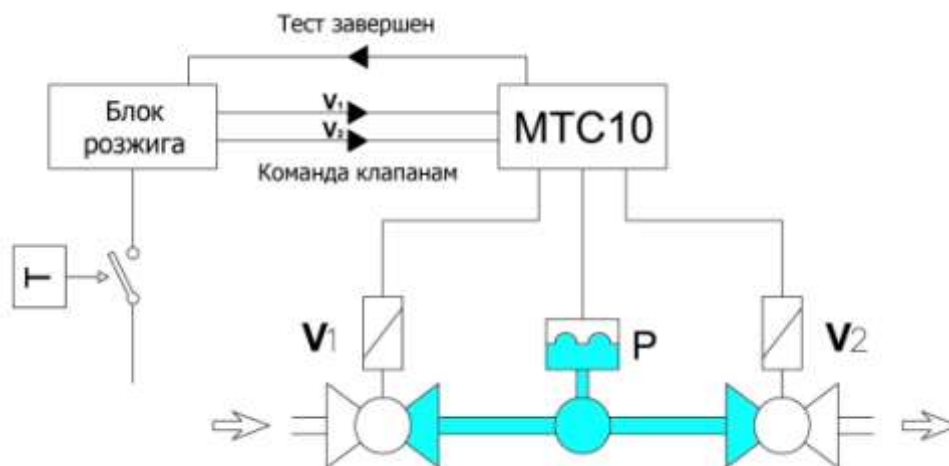 Тест завершен
Блок
розжига
V₁
V₂
МТС10
Команда клапанам
T
V1
P
V2